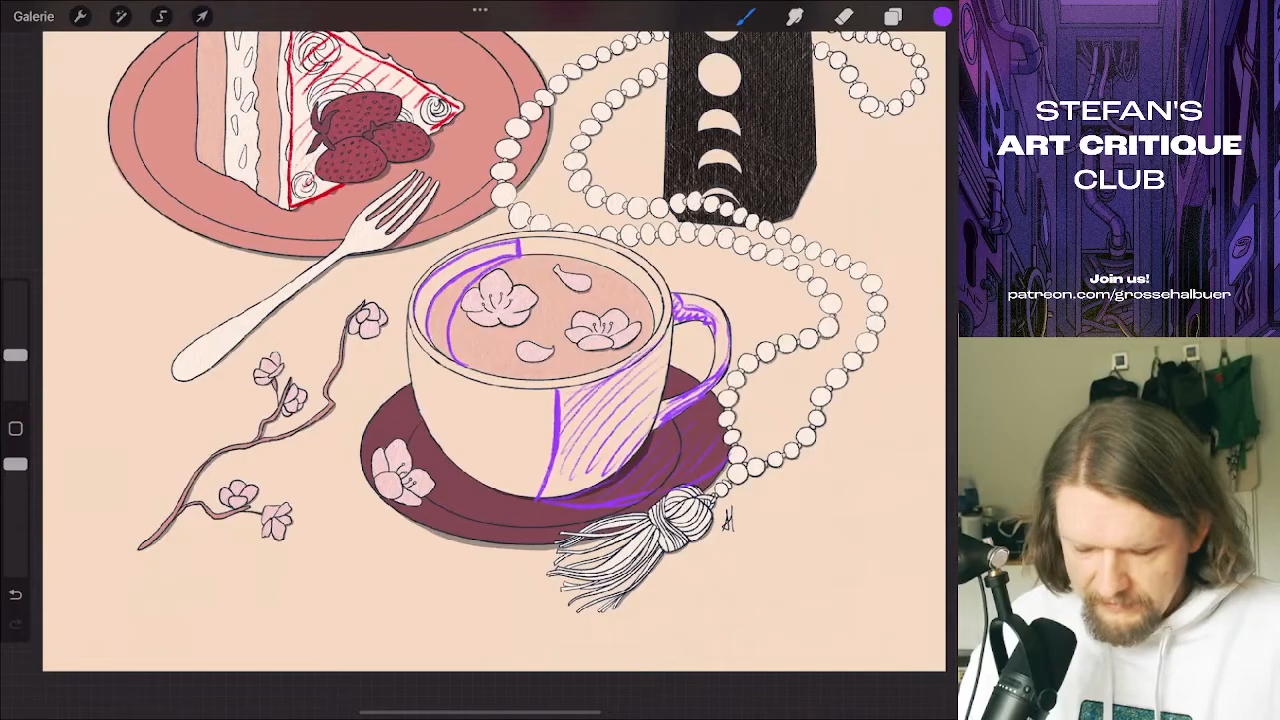 Galerie
STEFAN'S
ART CRITIQUE
CLUB
Join us!
patreon.com/grossehalbuer